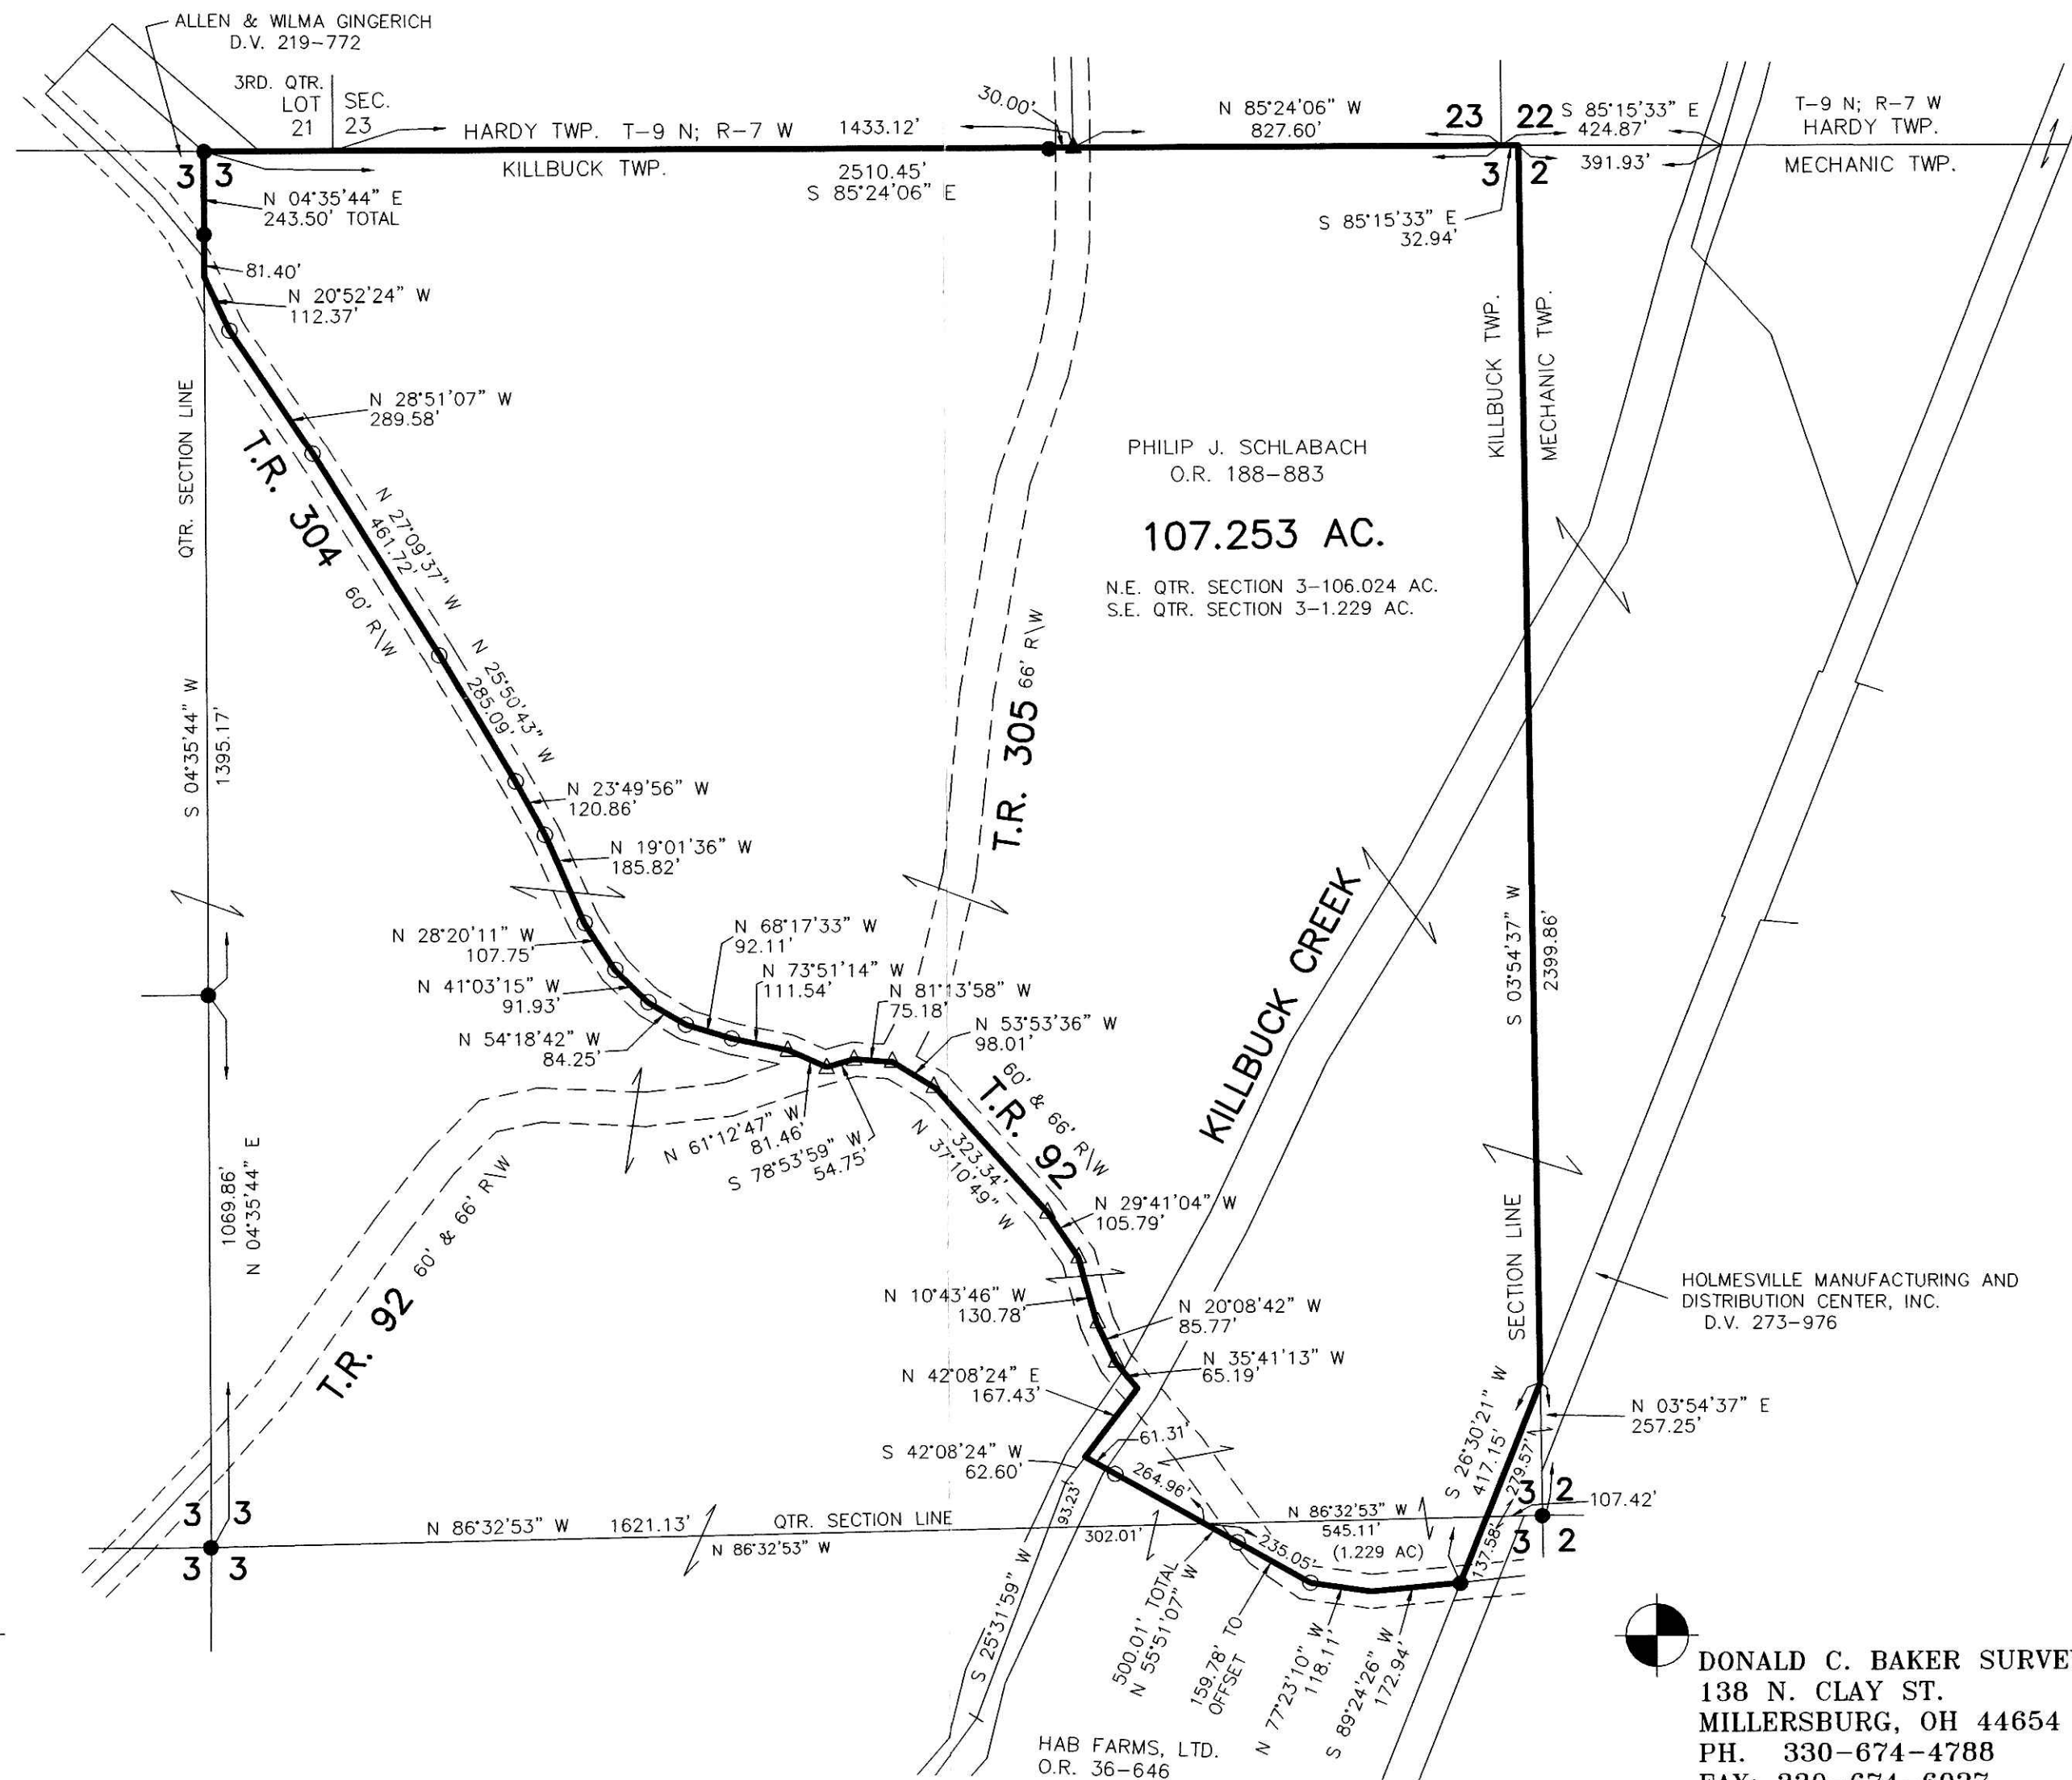 ALLEN & WILMA GINGERICH
D.V. 219-772
3RD. QTR.
LOT
21
SEC.
23
HARDY TWP. T-9 N; R-7 W
1433.12'
KILLBUCK TWP.
2510.45'
S 85°24'06" E
30.00'
N 85°24'06" W
827.60'
23
22
S 85°15'33" E
424.87'
T-9 N; R-7 W
HARDY TWP.
3
2
391.93'
MECHANIC TWP.
S 85°15'33" E
32.94'
3
3
N 04°35'44" E
243.50' TOTAL
81.40'
N 20°52'24" W
112.37'
N 28°51'07" W
289.58'
T.R. 304
60' R\W
N 27°09'37" W
461.72'
N 25°50'43" W
285.09'
N 23°49'56" W
120.86'
N 19°01'36" W
185.82'
QTR. SECTION LINE
S 04°35'44" W
1395.17'
PHILIP J. SCHLABACH
O.R. 188-883
107.253 AC.
N.E. QTR. SECTION 3-106.024 AC.
S.E. QTR. SECTION 3-1.229 AC.
KILLBUCK TWP.
MECHANIC TWP.
T.R. 305
66' R\W
KILLBUCK CREEK
S 03°54'37" W
2399.86'
SECTION LINE
N 28°20'11" W
107.75'
N 41°03'15" W
91.93'
N 54°18'42" W
84.25'
N 68°17'33" W
92.11'
N 73°51'14" W
111.54'
N 81°13'58" W
75.18'
N 53°53'36" W
98.01'
N 61°12'47" W
81.46'
S 78°53'59" W
54.75'
60' & 66' R\W
T.R. 92
323.34'
N 37°10'49" W
N 29°41'04" W
105.79'
N 10°43'46" W
130.78'
N 20°08'42" W
85.77'
N 35°41'13" W
65.19'
N 42°08'24" E
167.43'
S 42°08'24" W
62.60'
61.31'
264.96'
1069.86'
N 04°35'44" E
T.R. 92
60' & 66' R\W
HOLMESVILLE MANUFACTURING AND
DISTRIBUTION CENTER, INC.
D.V. 273-976
N 03°54'37" E
257.25'
S 26°30'21" W
417.15'
279.57'
137.58'
107.42'
3
2
3
2
3
3
3
3
N 86°32'53" W
1621.13'
QTR. SECTION LINE
N 86°32'53" W
93.23'
302.01'
N 86°32'53" W
545.11'
(1.229 AC)
235.05'
S 25°31'59" W
500.01' TOTAL
N 55°51'07" W
159.78' TO
OFFSET
N 77°23'10" W
118.11'
S 89°24'26" W
172.94'
HAB FARMS, LTD.
O.R. 36-646
DONALD C. BAKER SURVE
138 N. CLAY ST.
MILLERSBURG, OH 44654
PH. 330-674-4788